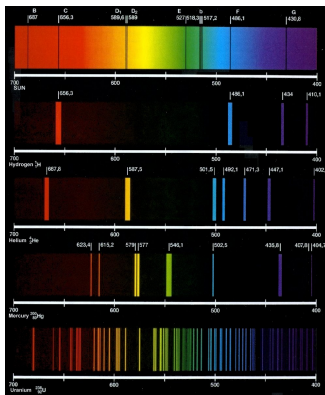 B C D₁ D₂ E b F G
687 656,3 589,6 589 527 518,3 517,2 486,1 430,8
700 600 500 400
SUN
656,3 486,1 434 410,1
700 600 500 400
Hydrogen ¹₁H
667,8 587,5 501,5 492,1 471,3 447,1 402,
700 600 500 400
Helium ⁴₂He
623,4 615,2 579 577 546,1 502,5 435,8 407,8 404,7
700 600 500 400
Mercury ²⁰⁰₈₀Hg
700 600 500 400
Uranium ²³⁸₉₂U